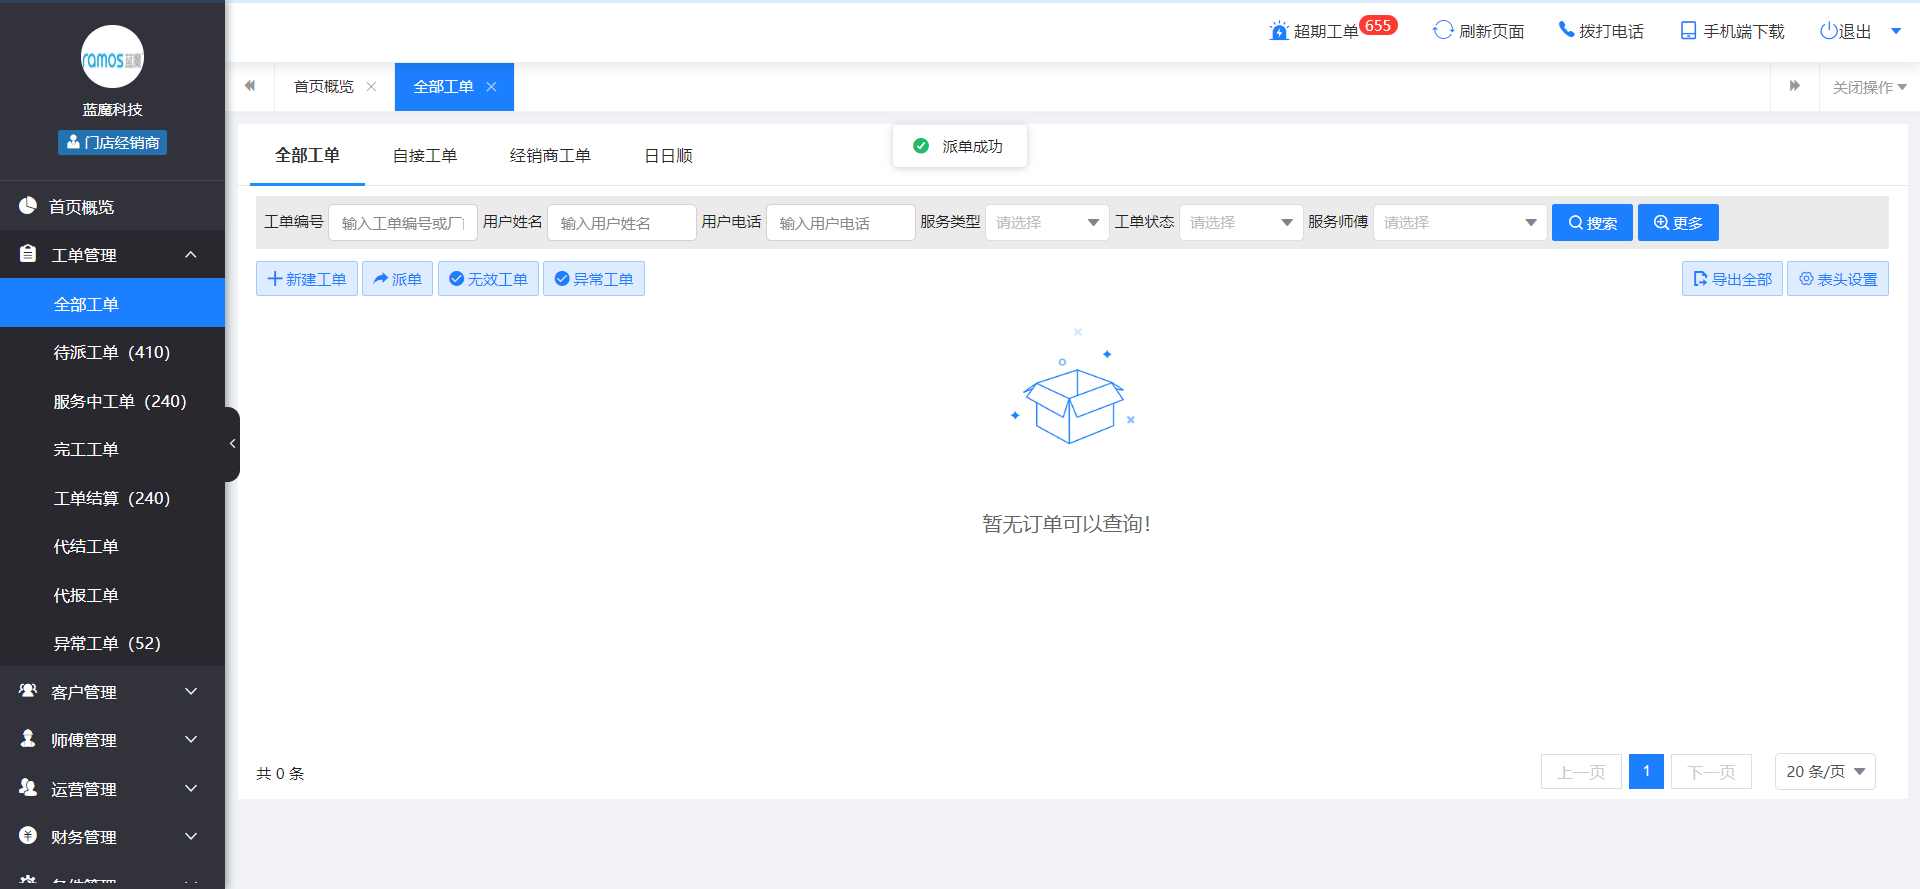 超期工单 655 刷新页面 拨打电话 手机端下载 退出
ramos蓝魔
蓝魔科技
门店经销商
首页概览
工单管理
全部工单
待派工单（410）
服务中工单（240）
完工工单
工单结算（240）
代结工单
代报工单
异常工单（52）
客户管理
师傅管理
运营管理
财务管理
首页概览 全部工单 关闭操作
全部工单 自接工单 经销商工单 日日顺
派单成功
工单编号 输入工单编号或厂 用户姓名 输入用户姓名 用户电话 输入用户电话 服务类型 请选择 工单状态 请选择 服务师傅 请选择 搜索 更多
新建工单 派单 无效工单 异常工单 导出全部 表头设置
暂无订单可以查询！
共 0 条 上一页 1 下一页 20 条/页